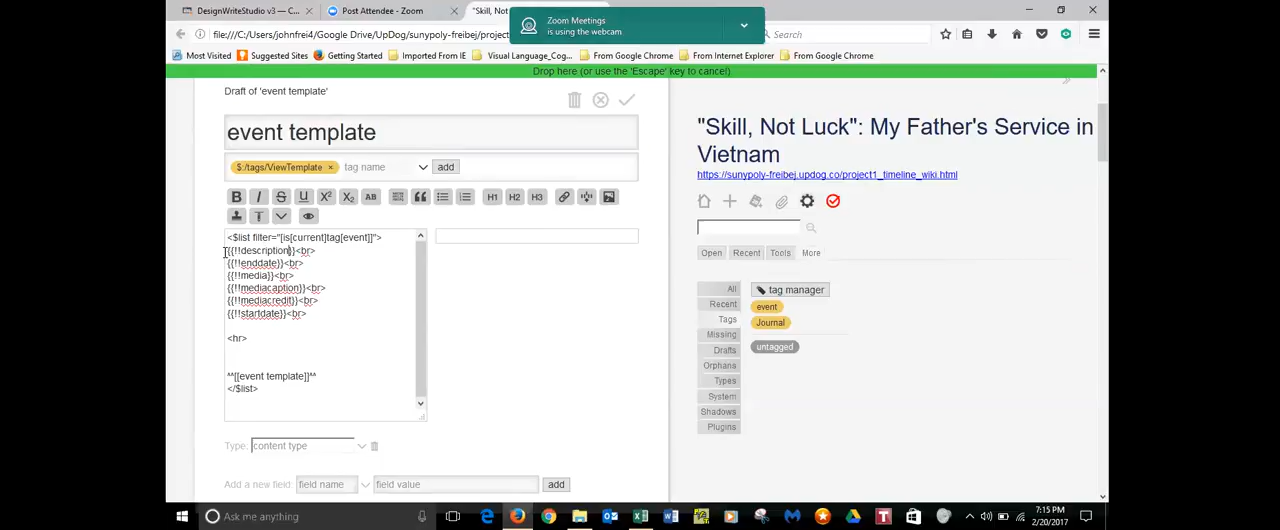 DesignWriteStudio v3 — C...
Post Attendee - Zoom
"Skill, Not Luck": My
Zoom Meetings
is using the webcam
file:///C:/Users/johnfrei4/Google Drive/UpDog/sunypoly-freibej/project
Search
Most Visited
Suggested Sites
Getting Started
Imported From IE
Visual Language_Cog...
From Google Chrome
From Internet Explorer
From Google Chrome
Drop here (or use the 'Escape' key to cancel)
Draft of 'event template'
event template
$:/tags/ViewTemplate ×
tag name
add
B I S U X² X₂ AB H1 H2 H3
<$list filter="[is[current]tag[event]]">
{{!!description}}<br>
{{!!enddate}}<br>
{{!!media}}<br>
{{!!mediacaption}}<br>
{{!!mediacredit}}<br>
{{!!startdate}}<br>
<hr>
^^[[event template]]^^
</$list>
Type: content type
Add a new field: field name field value add
"Skill, Not Luck": My Father's Service in
Vietnam
https://sunypoly-freibej.updog.co/project1_timeline_wiki.html
Open Recent Tools More
All
Recent
Tags
Missing
Drafts
Orphans
Types
System
Shadows
Plugins
tag manager
event
Journal
untagged
Ask me anything
7:15 PM
2/20/2017